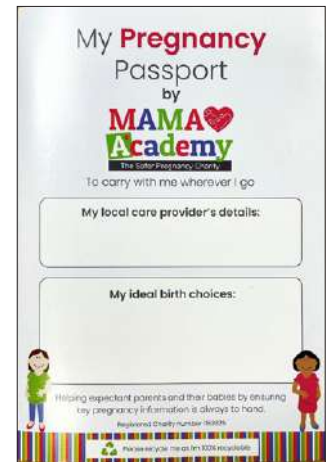 My Pregnancy
Passport
by
MAMA
Academy
The Safer Pregnancy Charity
To carry with me wherever I go
My local care provider's details:
My ideal birth choices:
Helping expectant parents and their babies by ensuring
key pregnancy information is always to hand.
Registered Charity number
Please recycle me as I'm 100% recyclable